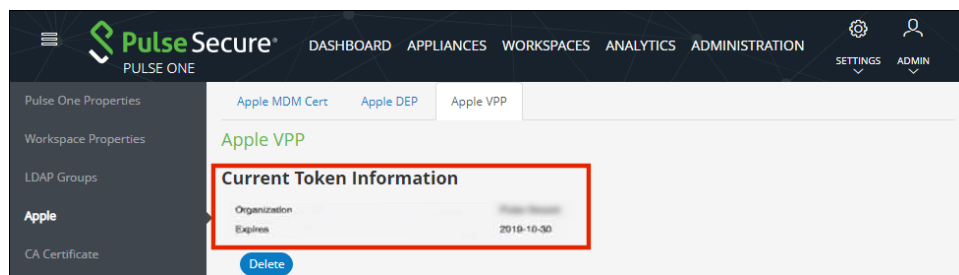 Pulse Secure®
PULSE ONE
DASHBOARD APPLIANCES WORKSPACES ANALYTICS ADMINISTRATION
SETTINGS ADMIN
Pulse One Properties
Workspace Properties
LDAP Groups
Apple
CA Certificate
Apple MDM Cert Apple DEP Apple VPP
Apple VPP
Current Token Information
Organization
Expires 2019-10-30
Delete